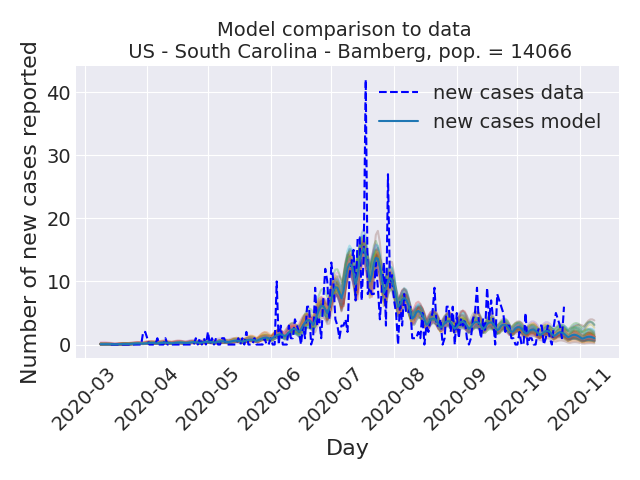 Model comparison to data
US - South Carolina - Bamberg, pop. = 14066
Number of new cases reported
40
30
20
10
0
new cases data
new cases model
2020-03
2020-04
2020-05
2020-06
2020-07
2020-08
2020-09
2020-10
2020-11
Day